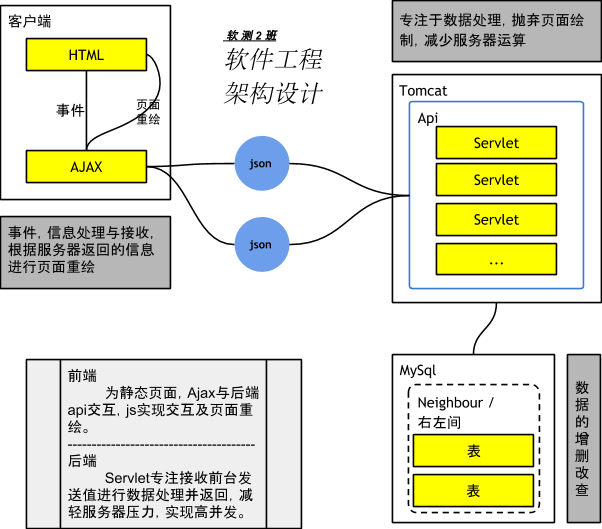 客户端
HTML
事件
页面
重绘
AJAX
事件，信息处理与接收，
根据服务器返回的信息
进行页面重绘
软测2班
软件工程
架构设计
json
json
专注于数据处理，抛弃页面绘
制，减少服务器运算
Tomcat
Api
Servlet
Servlet
Servlet
...
MySql
Neighbour /
右左间
表
表
数
据
的
增
删
改
查
前端
为静态页面，Ajax与后端
api交互，js实现交互及页面重
绘。
------------------------------------
后端
Servlet专注接收前台发
送值进行数据处理并返回，减
轻服务器压力，实现高并发。